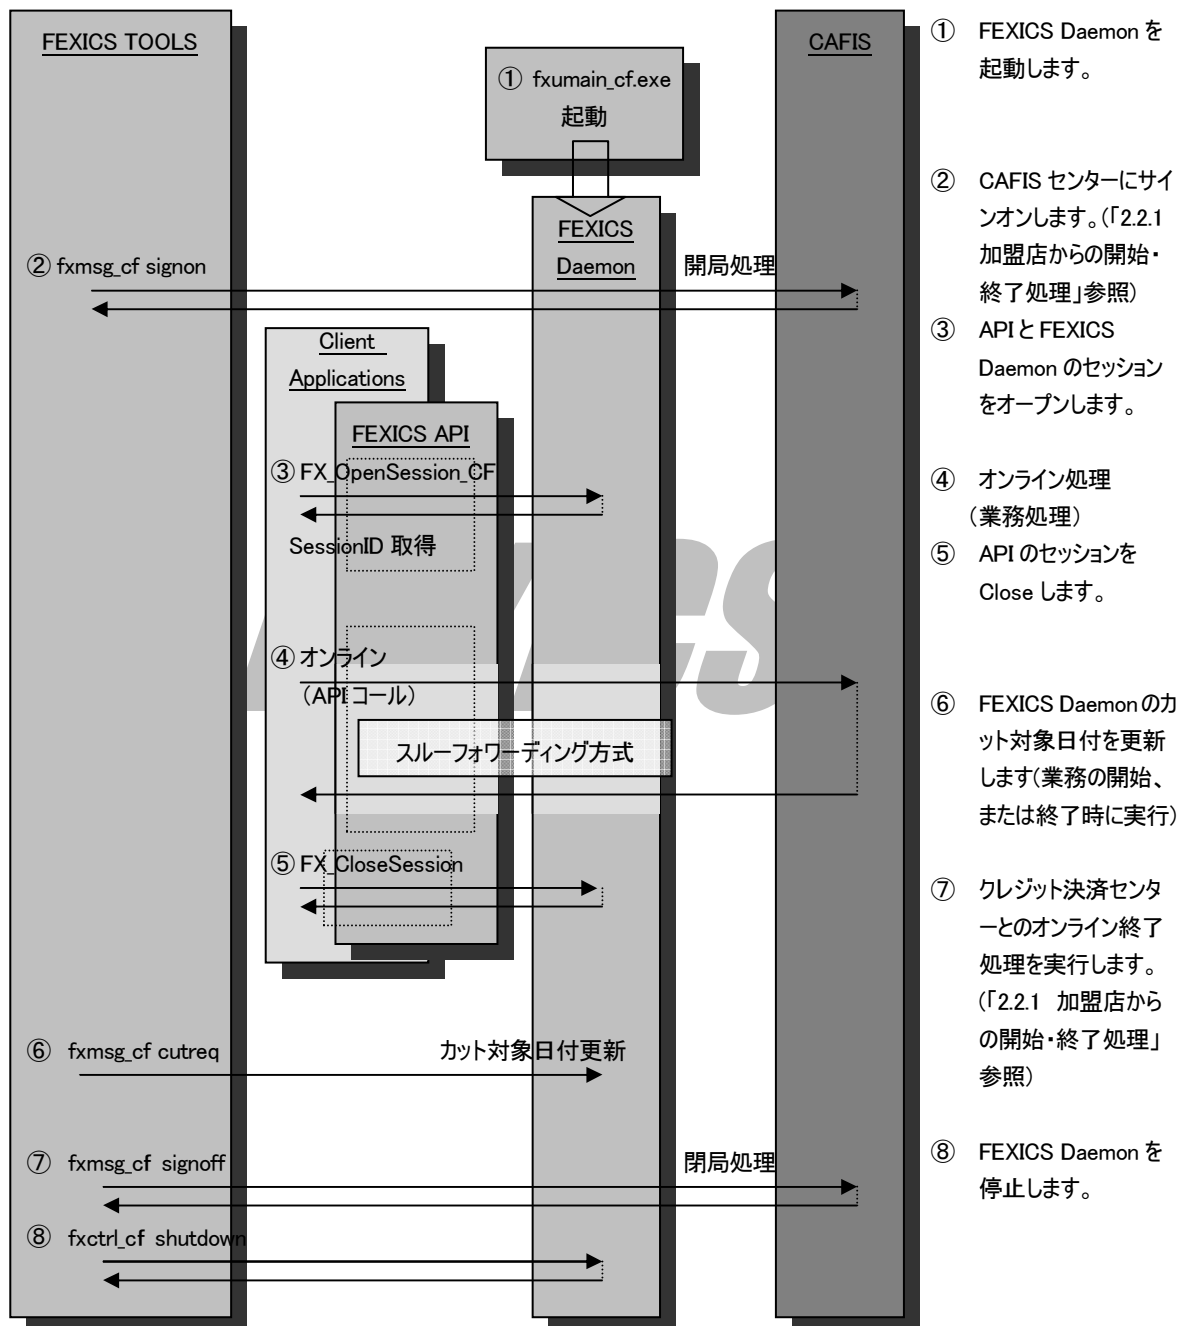 FEXICS TOOLS
① fxumain_cf.exe
起動
CAFIS
FEXICS
Daemon
② fxmsg_cf signon
開局処理
Client
Applications
FEXICS API
③ FX_OpenSession_CF
SessionID 取得
④ オンライン
（API コール）
スルーフォワーディング方式
⑤ FX_CloseSession
⑥ fxmsg_cf cutreq
カット対象日付更新
⑦ fxmsg_cf signoff
閉局処理
⑧ fxctrl_cf shutdown
① FEXICS Daemon を
起動します。
② CAFIS センターにサイ
ンオンします。（「2.2.1
加盟店からの開始・
終了処理」参照）
③ API と FEXICS
Daemon のセッション
をオープンします。
④ オンライン処理
（業務処理）
⑤ API のセッションを
Close します。
⑥ FEXICS Daemon のカ
ット対象日付を更新
します(業務の開始、
または終了時に実行)
⑦ クレジット決済センタ
ーとのオンライン終了
処理を実行します。
（「2.2.1 加盟店から
の開始・終了処理」
参照）
⑧ FEXICS Daemon を
停止します。